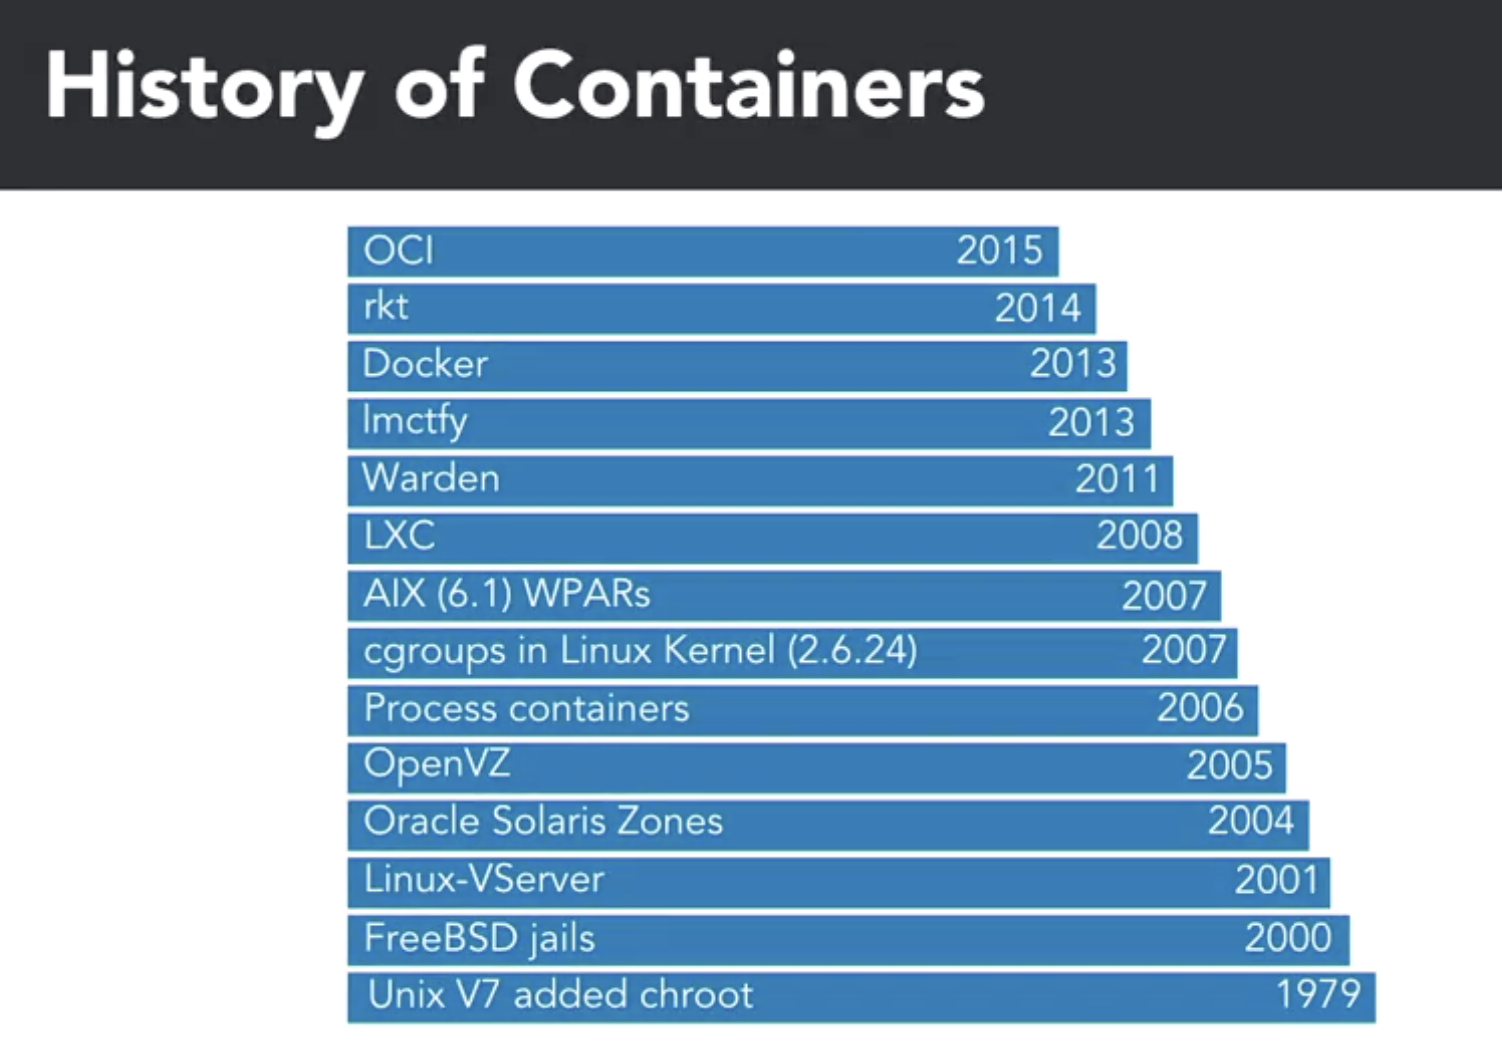 History of Containers
OCI 2015
rkt 2014
Docker 2013
lmctfy 2013
Warden 2011
LXC 2008
AIX (6.1) WPARs 2007
cgroups in Linux Kernel (2.6.24) 2007
Process containers 2006
OpenVZ 2005
Oracle Solaris Zones 2004
Linux-VServer 2001
FreeBSD jails 2000
Unix V7 added chroot 1979